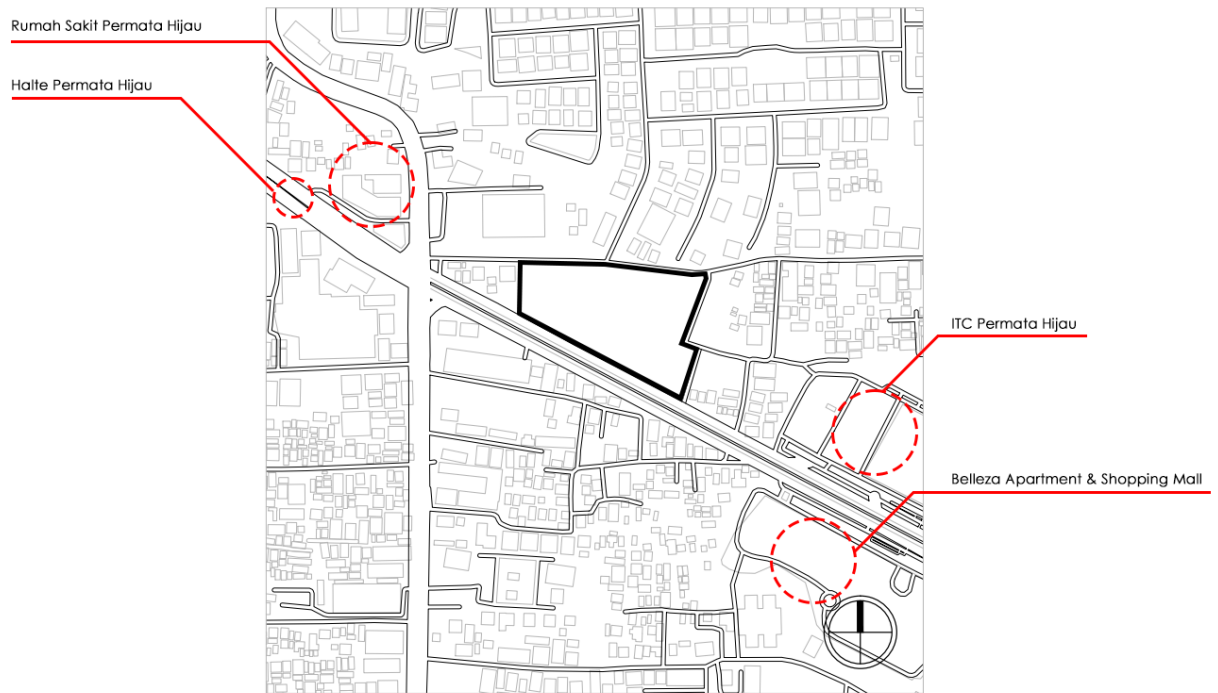 Rumah Sakit Permata Hijau
Halte Permata Hijau
ITC Permata Hijau
Belleza Apartment & Shopping Mall